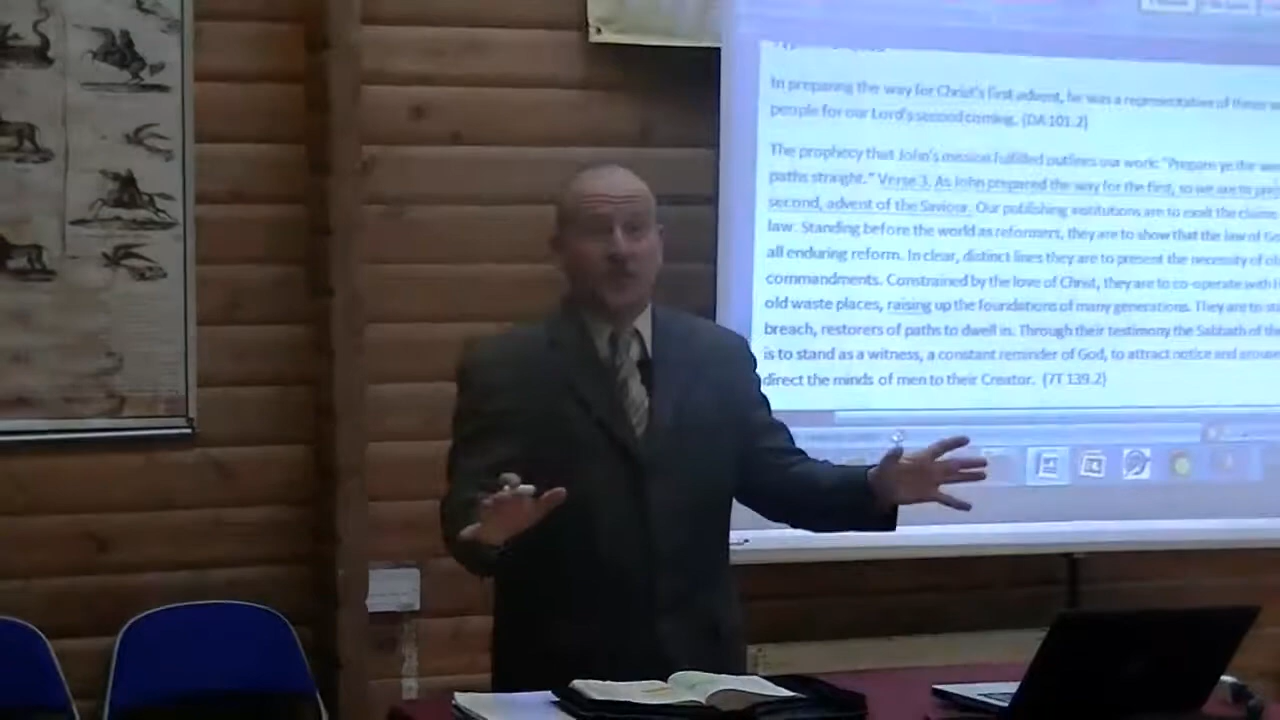 In preparing the way for Christ's first advent, he was a representative of those
people for our Lord's second coming. (DA 101.2)
The prophecy that John's mission fulfilled outlines our work: "Prepare ye the
paths straight." Verse 3. As John prepared the way for the first, so we are to
second, advent of the Saviour. Our publishing institutions are to exalt the claims
law. Standing before the world as reformers, they are to show that the law of
all enduring reform. In clear, distinct lines they are to present the necessity of
commandments. Constrained by the love of Christ, they are to co-operate with
old waste places, raising up the foundations of many generations. They are to
breach, restorers of paths to dwell in. Through their testimony the Sabbath of
is to stand as a witness, a constant reminder of God, to attract notice and
direct the minds of men to their Creator. (7T 139.2)